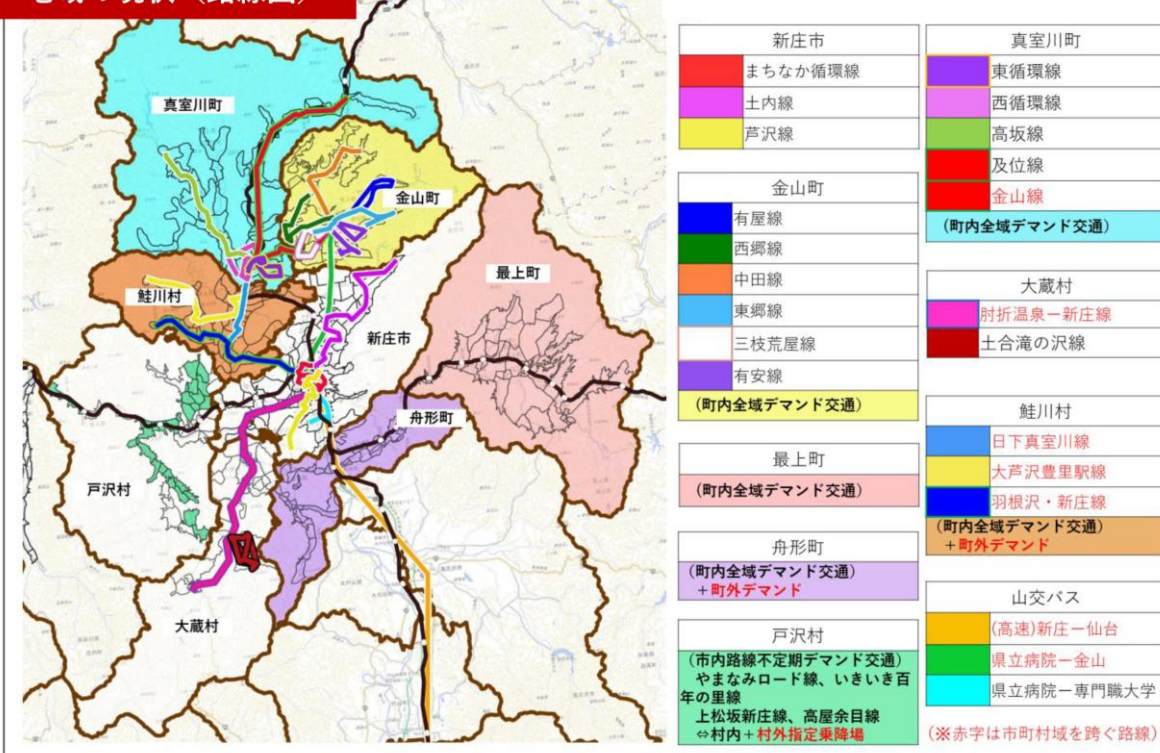 真室川町
金山町
鮭川村
最上町
新庄市
舟形町
戸沢村
大蔵村
新庄市
まちなか循環線
土内線
芦沢線
金山町
有屋線
西郷線
中田線
東郷線
三枝荒屋線
有安線
(町内全域デマンド交通)
最上町
(町内全域デマンド交通)
舟形町
(町内全域デマンド交通)
+町外デマンド
戸沢村
(市内路線不定期デマンド交通)
やまなみロード線、いきいき百
年の里線
上松坂新庄線、高屋余目線
⇔村内+村外指定乗降場
真室川町
東循環線
西循環線
高坂線
及位線
金山線
(町内全域デマンド交通)
大蔵村
肘折温泉ー新庄線
土合滝の沢線
鮭川村
日下真室川線
大芦沢豊里駅線
羽根沢・新庄線
(町内全域デマンド交通)
+町外デマンド
山交バス
(高速)新庄ー仙台
県立病院ー金山
県立病院ー専門職大学
(※赤字は市町村域を跨ぐ路線)